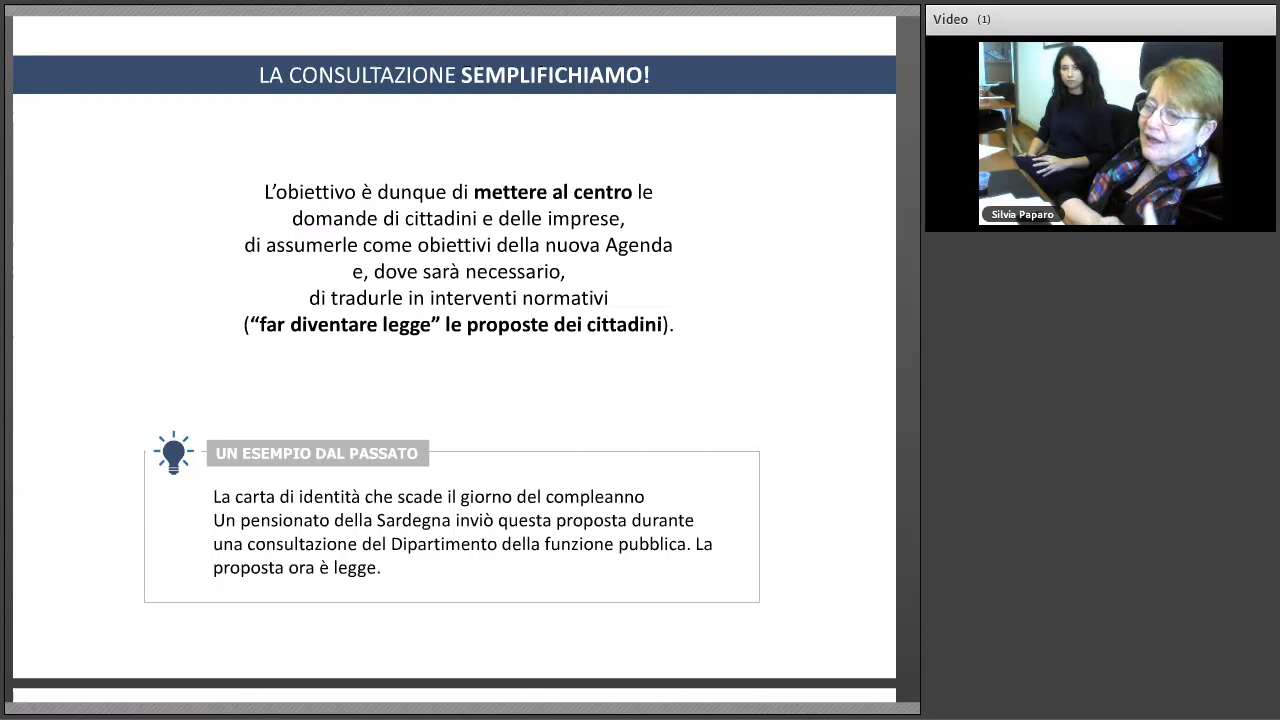 LA CONSULTAZIONE SEMPLIFICHIAMO!
L’obiettivo è dunque di mettere al centro le
domande di cittadini e delle imprese,
di assumerle come obiettivi della nuova Agenda
e, dove sarà necessario,
di tradurle in interventi normativi
(“far diventare legge” le proposte dei cittadini).
UN ESEMPIO DAL PASSATO
La carta di identità che scade il giorno del compleanno
Un pensionato della Sardegna inviò questa proposta durante
una consultazione del Dipartimento della funzione pubblica. La
proposta ora è legge.
Video (1)
Silvia Paparo